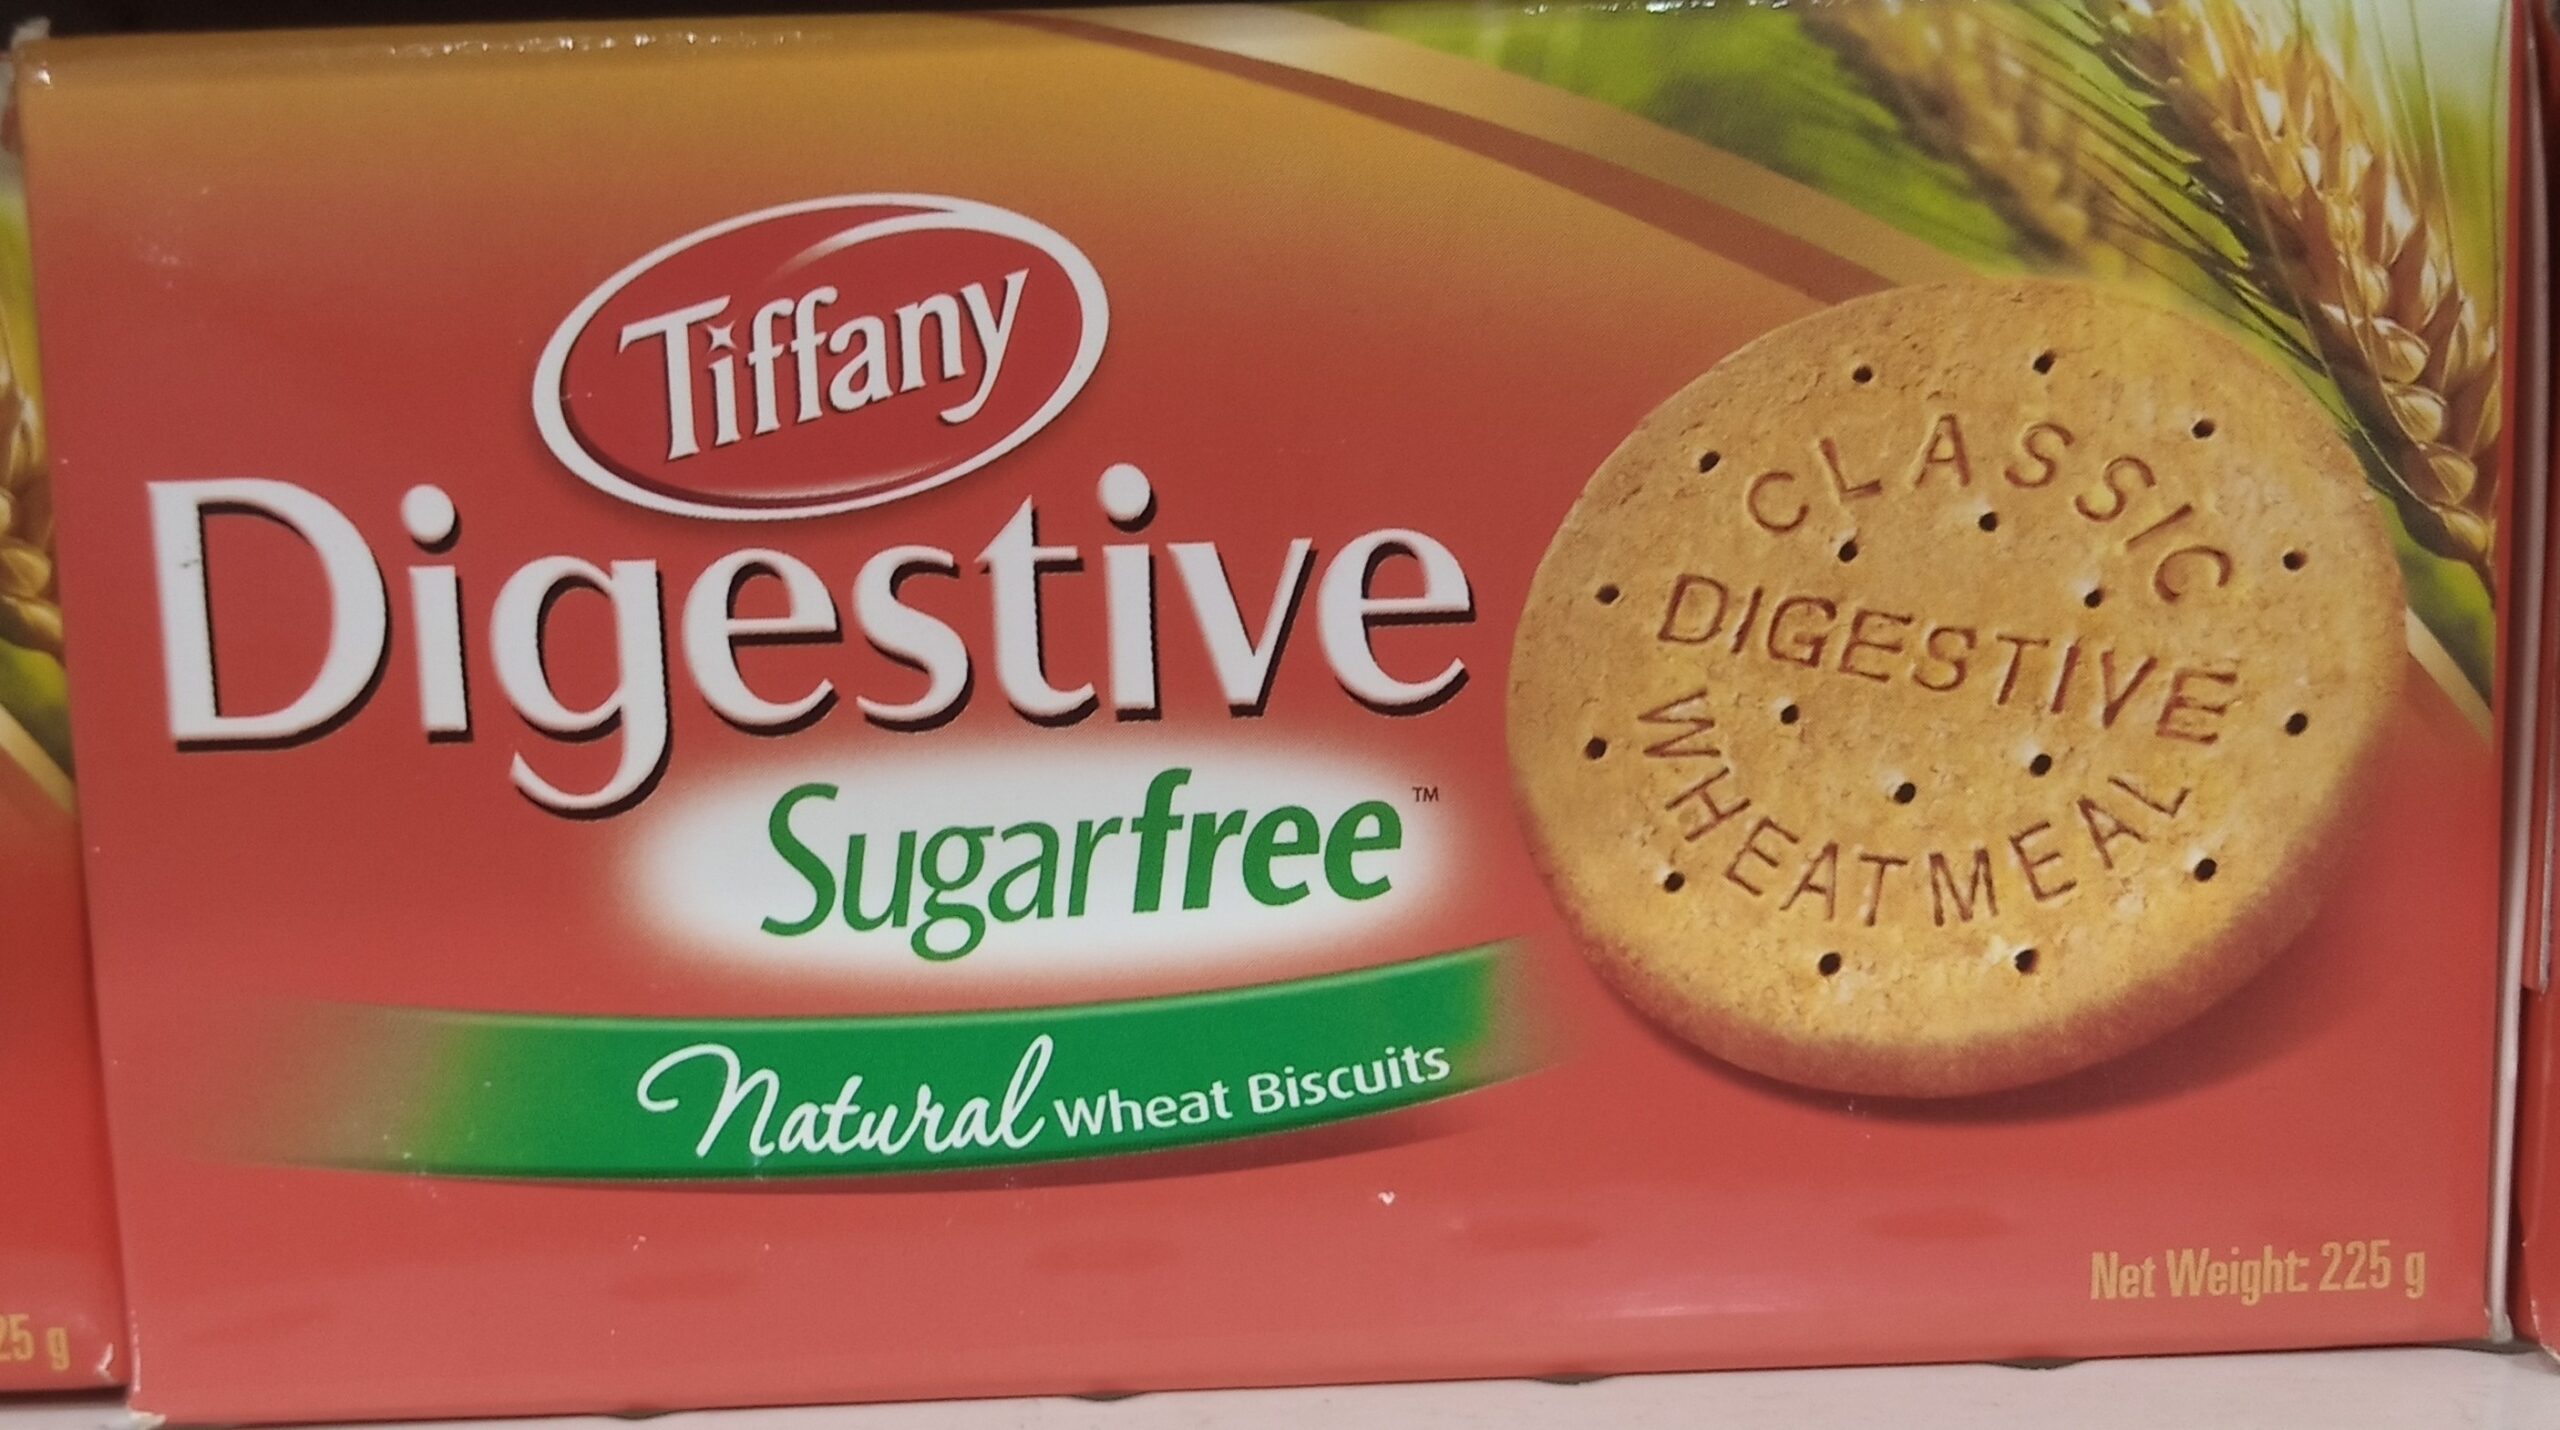 Tiffany
Digestive
Sugarfree™
Natural Wheat Biscuits
CLASSIC
DIGESTIVE
WHEATMEAL
Net Weight: 225 g
25 g